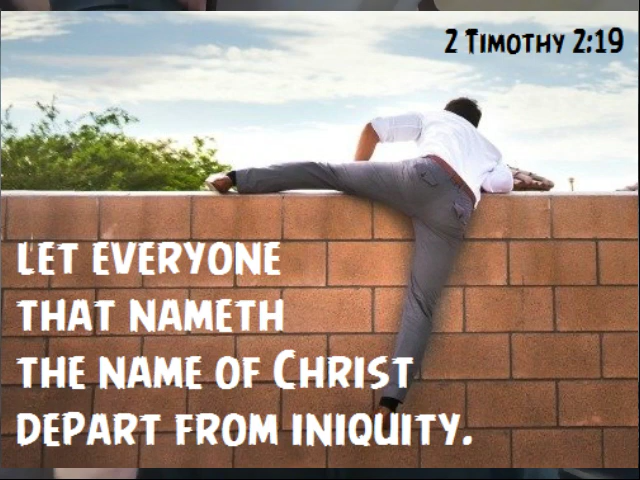 2 Timothy 2:19
Let everyone
that nameth
the name of Christ
depart from iniquity.